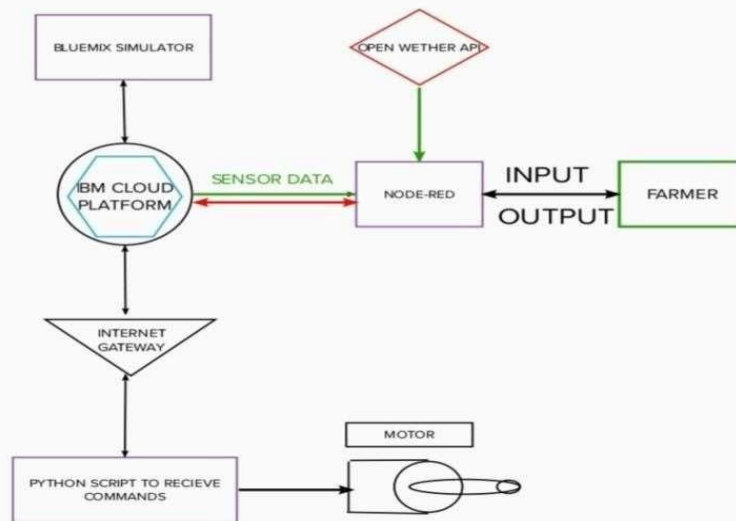 BLUEMIX SIMULATOR
OPEN WETHER API
IBM CLOUD
PLATFORM
SENSOR DATA
NODE-RED
INPUT
OUTPUT
FARMER
INTERNET
GATEWAY
MOTOR
PYTHON SCRIPT TO RECIEVE
COMMANDS